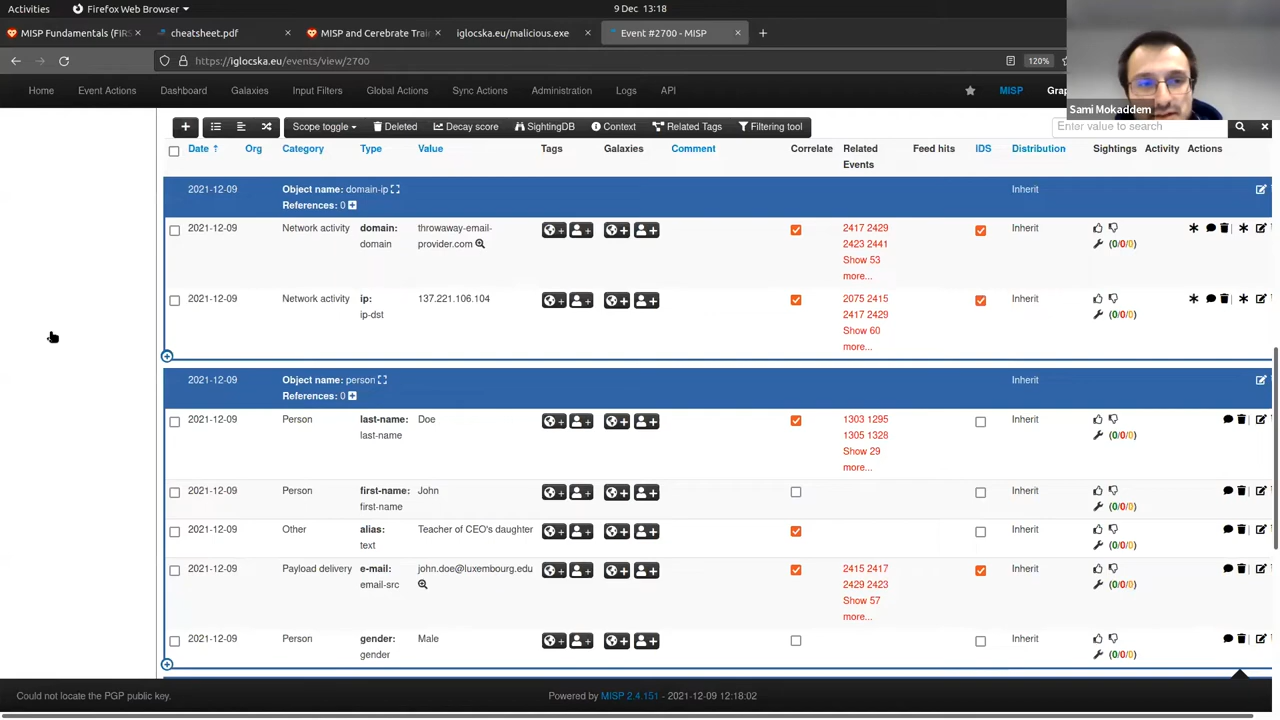 Activities
Firefox Web Browser
9 Dec 13:18
MISP Fundamentals (FIRS
cheatsheet.pdf
MISP and Cerebrate Trai
iglocska.eu/malicious.exe
Event #2700 - MISP
https://iglocska.eu/events/view/2700
120%
Home
Event Actions
Dashboard
Galaxies
Input Filters
Global Actions
Sync Actions
Administration
Logs
API
MISP
Sami Mokaddem
Scope toggle
Deleted
Decay score
SightingDB
Context
Related Tags
Filtering tool
Enter value to search
Date Org Category Type Value Tags Galaxies Comment Correlate Related Events Feed hits IDS Distribution Sightings Activity Actions
2021-12-09 Object name: domain-ip Inherit
References: 0
2021-12-09 Network activity domain: throwaway-email- 2417 2429 Inherit
domain provider.com 2423 2441 (0/0/0)
Show 53
more...
2021-12-09 Network activity ip: 137.221.106.104 2075 2415 Inherit
ip-dst 2417 2429 (0/0/0)
Show 60
more...
2021-12-09 Object name: person Inherit
References: 0
2021-12-09 Person last-name: Doe 1303 1295 Inherit
last-name 1305 1328 (0/0/0)
Show 29
more...
2021-12-09 Person first-name: John Inherit
first-name (0/0/0)
2021-12-09 Other alias: Teacher of CEO's daughter Inherit
text (0/0/0)
2021-12-09 Payload delivery e-mail: john.doe@luxembourg.edu 2415 2417 Inherit
email-src 2429 2423 (0/0/0)
Show 57
more...
2021-12-09 Person gender: Male Inherit
gender (0/0/0)
Could not locate the PGP public key.
Powered by MISP 2.4.151 - 2021-12-09 12:18:02